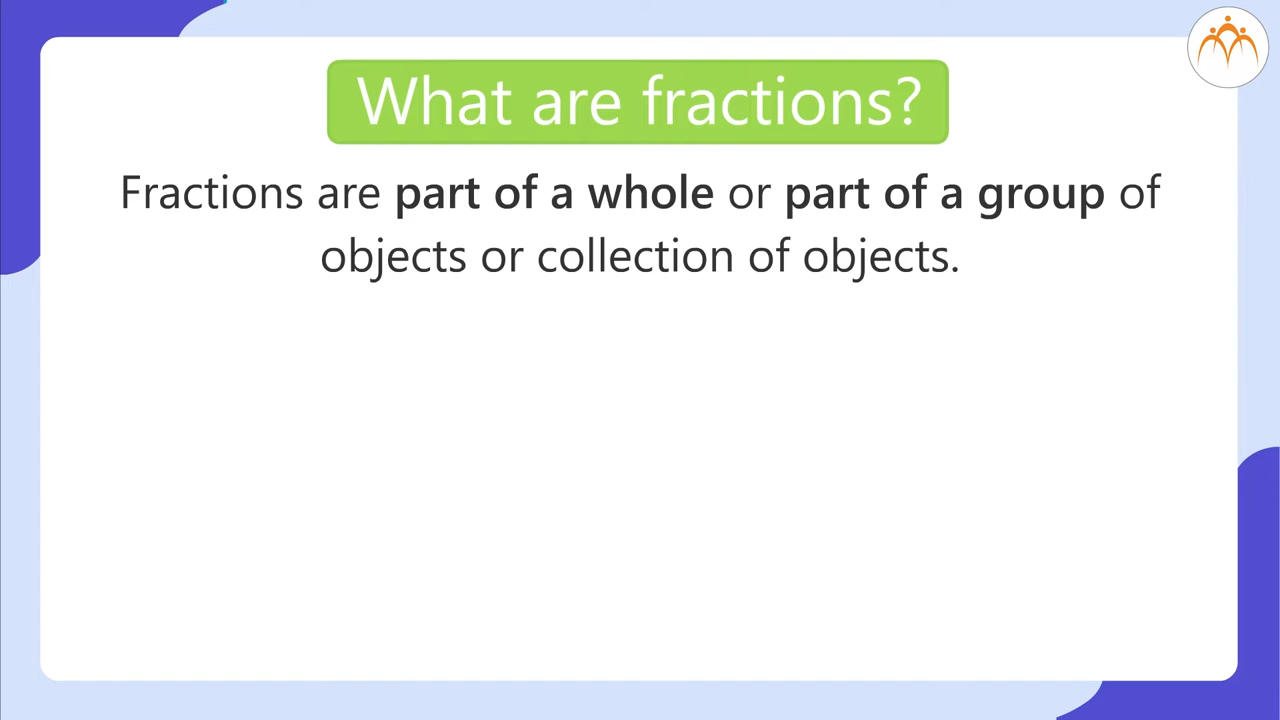 What are fractions?
Fractions are part of a whole or part of a group of
objects or collection of objects.